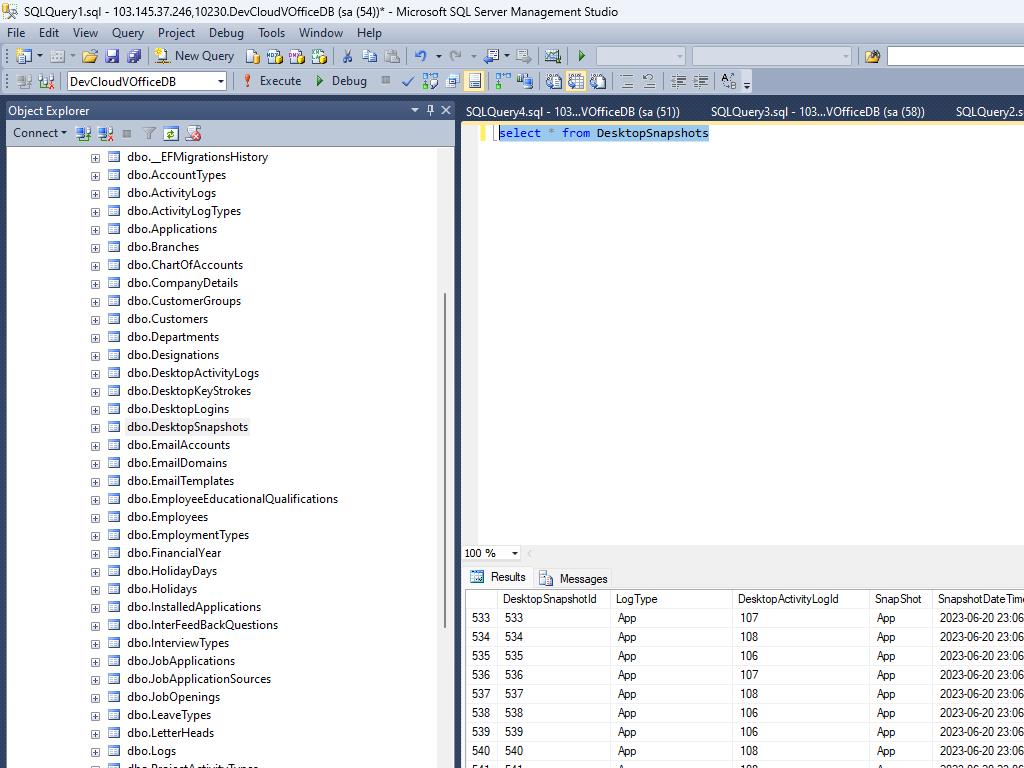 SQLQuery1.sql - 103.145.37.246,10230.DevCloudVOfficeDB (sa (54))* - Microsoft SQL Server Management Studio
File Edit View Query Project Debug Tools Window Help
New Query
DevCloudVOfficeDB Execute Debug
Object Explorer
SQLQuery4.sql - 103...VOfficeDB (sa (51)) SQLQuery3.sql - 103...VOfficeDB (sa (58)) SQLQuery2.s
Connect
select * from DesktopSnapshots
dbo.__EFMigrationsHistory
dbo.AccountTypes
dbo.ActivityLogs
dbo.ActivityLogTypes
dbo.Applications
dbo.Branches
dbo.ChartOfAccounts
dbo.CompanyDetails
dbo.CustomerGroups
dbo.Customers
dbo.Departments
dbo.Designations
dbo.DesktopActivityLogs
dbo.DesktopKeyStrokes
dbo.DesktopLogins
dbo.DesktopSnapshots
dbo.EmailAccounts
dbo.EmailDomains
dbo.EmailTemplates
dbo.EmployeeEducationalQualifications
dbo.Employees
dbo.EmploymentTypes
dbo.FinancialYear
dbo.HolidayDays
dbo.Holidays
dbo.InstalledApplications
dbo.InterFeedBackQuestions
dbo.InterviewTypes
dbo.JobApplications
dbo.JobApplicationSources
dbo.JobOpenings
dbo.LeaveTypes
dbo.LetterHeads
dbo.Logs
dbo.ProjectActivityTypes
100 %
Results Messages
DesktopSnapshotId LogType DesktopActivityLogId SnapShot SnapshotDateTime
533 533 App 107 App 2023-06-20 23:06
534 534 App 108 App 2023-06-20 23:06
535 535 App 106 App 2023-06-20 23:06
536 536 App 107 App 2023-06-20 23:06
537 537 App 108 App 2023-06-20 23:06
538 538 App 106 App 2023-06-20 23:06
539 539 App 106 App 2023-06-20 23:06
540 540 App 108 App 2023-06-20 23:06